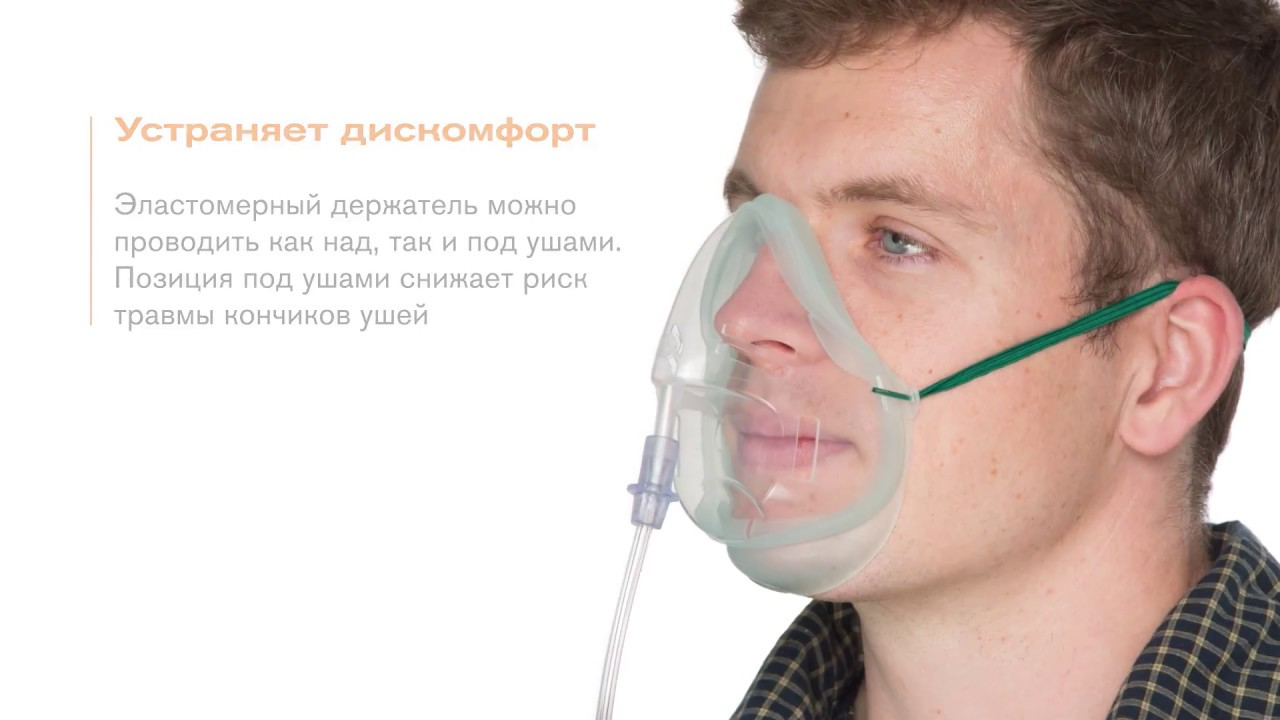 Устраняет дискомфорт
Эластомерный держатель можно
проводить как над, так и под ушами.
Позиция под ушами снижает риск
травмы кончиков ушей